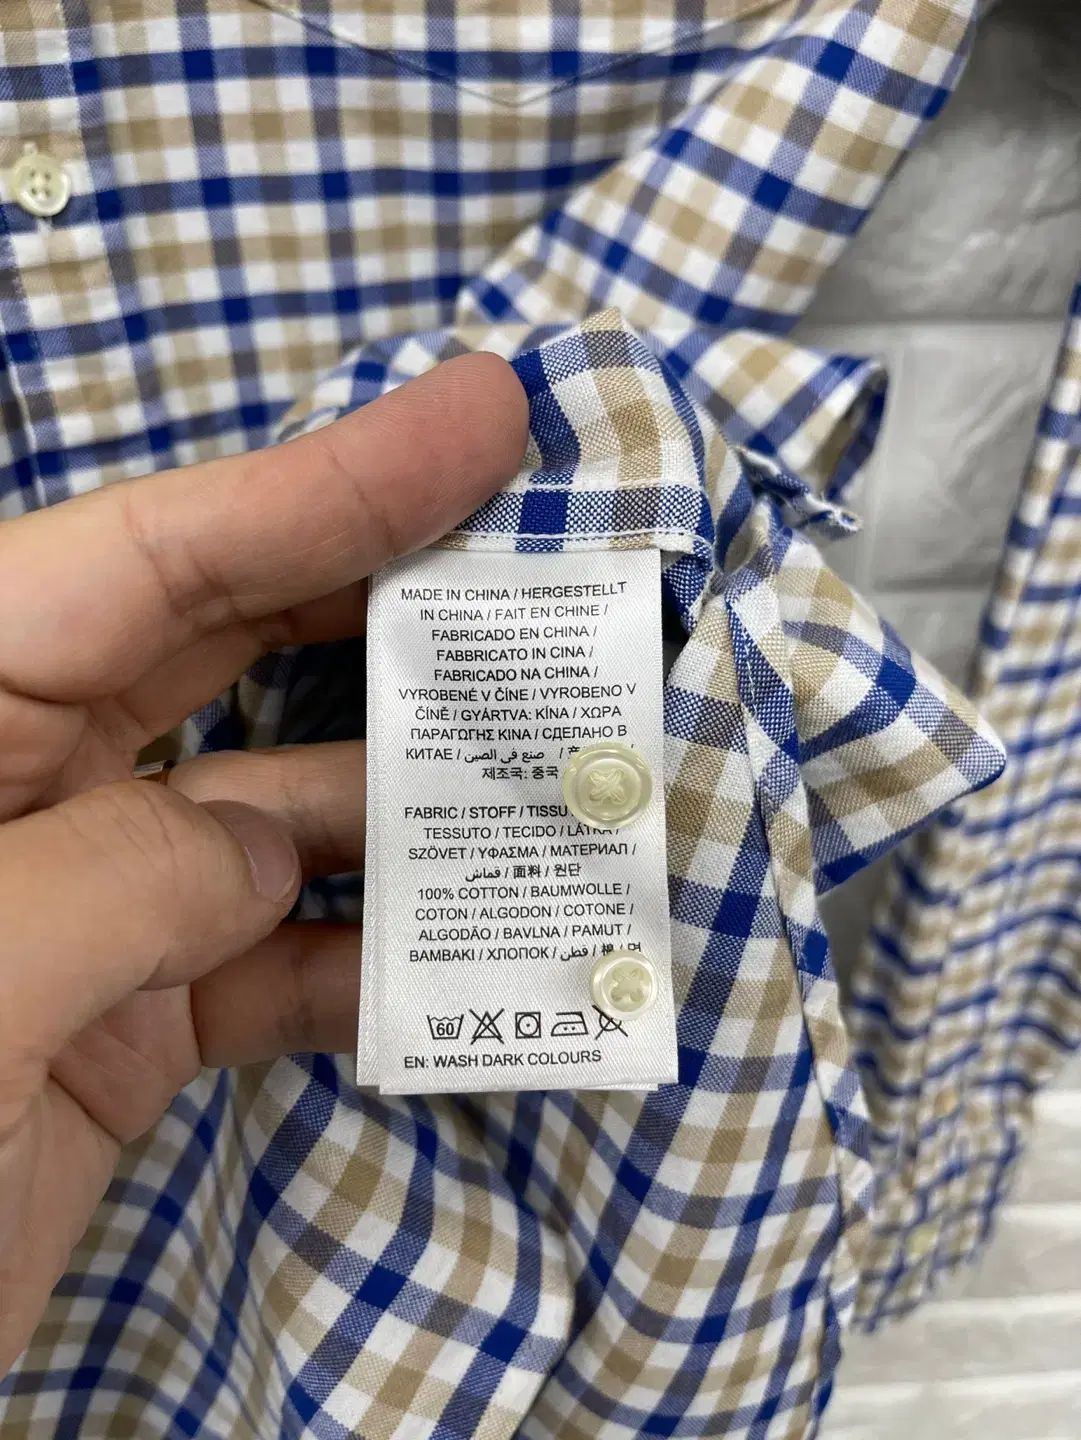 MADE IN CHINA / HERGESTELLT
IN CHINA / FAIT EN CHINE /
FABRICADO EN CHINA /
FABBRICATO IN CINA /
FABRICADO NA CHINA /
VYROBENÉ V ČÍNE / VYROBENO V
ČÍNĚ / GYÁRTVA: KÍNA / ΧΩΡΑ
ΠΑΡΑΓΩΓΗΣ ΚΙΝΑ / СДЕЛАНО В
КИТАЕ / صنع في الصين /
제조국: 중국
FABRIC / STOFF / TISSU
TESSUTO / TECIDO / LÁTKA /
SZÖVET / ΥΦΑΣΜΑ / МАТЕРИАЛ /
قماش / 面料 / 원단
100% COTTON / BAUMWOLLE /
COTON / ALGODON / COTONE /
ALGODÃO / BAVLNA / PAMUT /
ΒΑΜΒΑΚΙ / ХЛОПОК / قطن /
60
EN: WASH DARK COLOURS